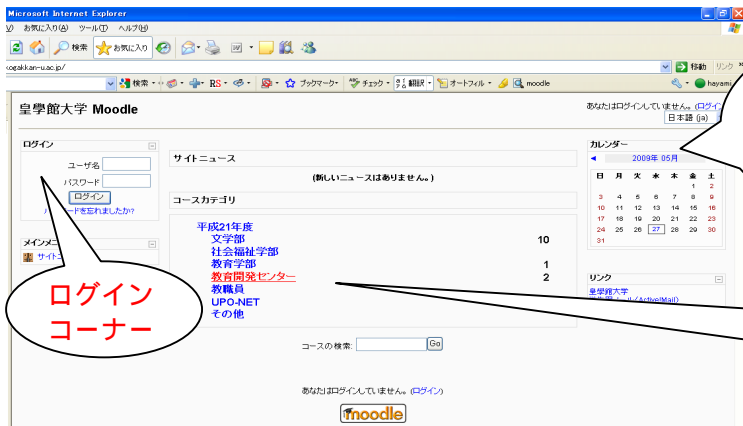 Microsoft Internet Explorer
お気に入り(A) ツール(T) ヘルプ(H)
検索 お気に入り
kogakkan-u.ac.jp/
移動 リンク
検索 RS ブックマーク チェック 翻訳 オートフィル moodle hayami
皇學館大学 Moodle
あなたはログインしていません。(ログイン
日本語 (ja)
ログイン
ユーザ名
パスワード
ログイン
ードを忘れましたか?
メインメ
サイト
ログイン
コーナー
サイトニュース
(新しいニュースはありません。)
コースカテゴリ
平成21年度
文学部 10
社会福祉学部
教育学部 1
教育開発センター 2
教職員
UPO-NET
その他
コースの検索: Go
あなたはログインしていません。(ログイン)
moodle
カレンダー
◄ 2009年 05月
日 月 火 水 木 金 土
1 2
3 4 5 6 7 8 9
10 11 12 13 14 15 16
17 18 19 20 21 22 23
24 25 26 27 28 29 30
31
リンク
皇學館大学
(Active!Mail)